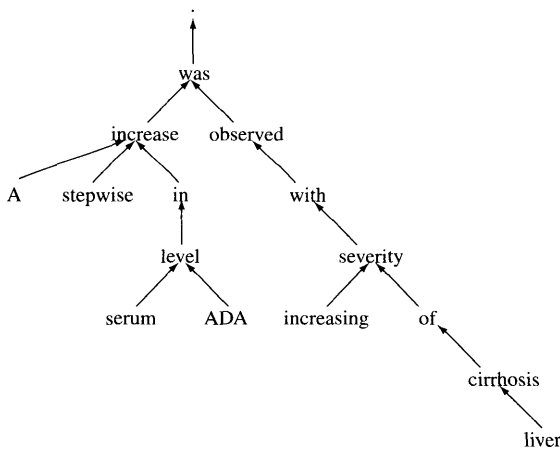 .
was
increase observed
A stepwise in with
level severity
serum ADA increasing of
cirrhosis
liver